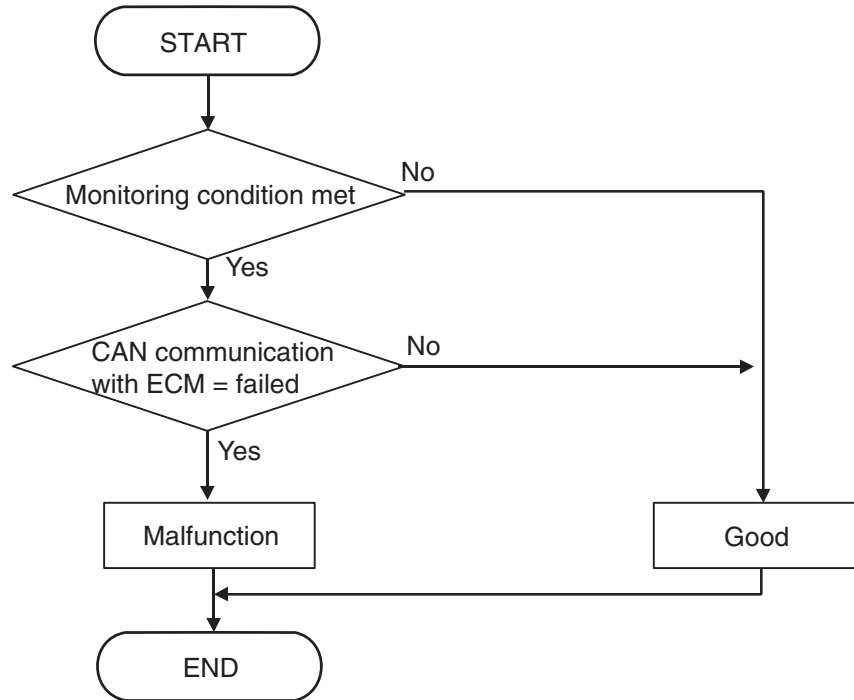 START
Monitoring condition met
No
Yes
CAN communication
with ECM = failed
No
Yes
Malfunction
Good
END